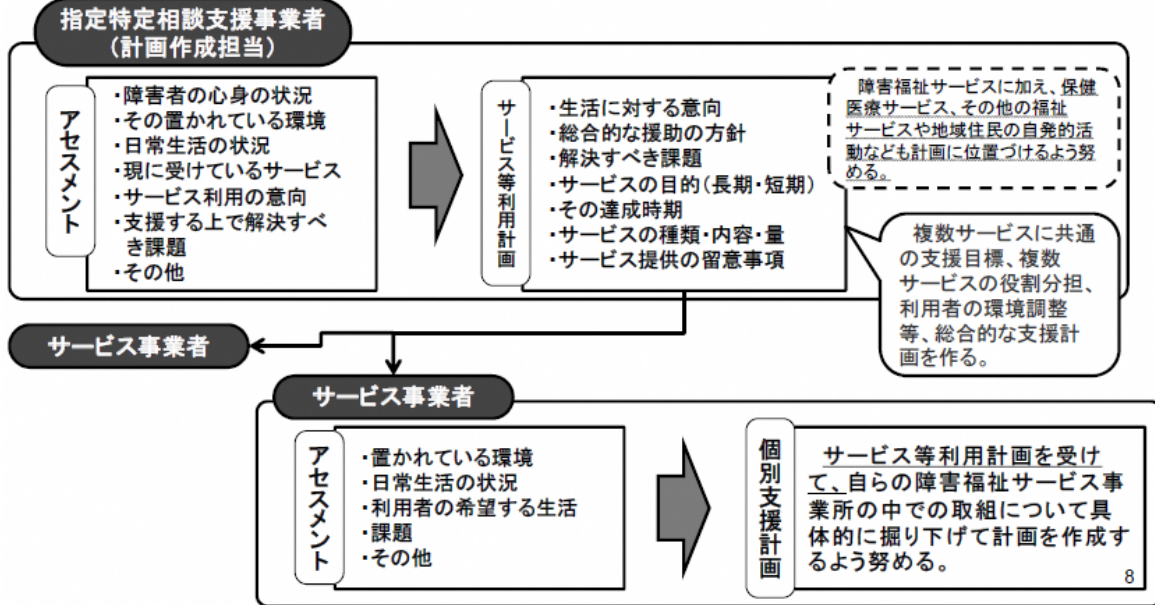 指定特定相談支援事業者
（計画作成担当）
アセスメント
・障害者の心身の状況
・その置かれている環境
・日常生活の状況
・現に受けているサービス
・サービス利用の意向
・支援する上で解決すべ
き課題
・その他
サービス等利用計画
・生活に対する意向
・総合的な援助の方針
・解決すべき課題
・サービスの目的（長期・短期）
・その達成時期
・サービスの種類・内容・量
・サービス提供の留意事項
障害福祉サービスに加え、保健
医療サービス、その他の福祉
サービスや地域住民の自発的活
動なども計画に位置づけるよう努
める。
複数サービスに共通
の支援目標、複数
サービスの役割分担、
利用者の環境調整
等、総合的な支援計
画を作る。
サービス事業者
サービス事業者
アセスメント
・置かれている環境
・日常生活の状況
・利用者の希望する生活
・課題
・その他
個別支援計画
サービス等利用計画を受け
て、自らの障害福祉サービス事
業所の中での取組について具
体的に掘り下げて計画を作成す
るよう努める。
8